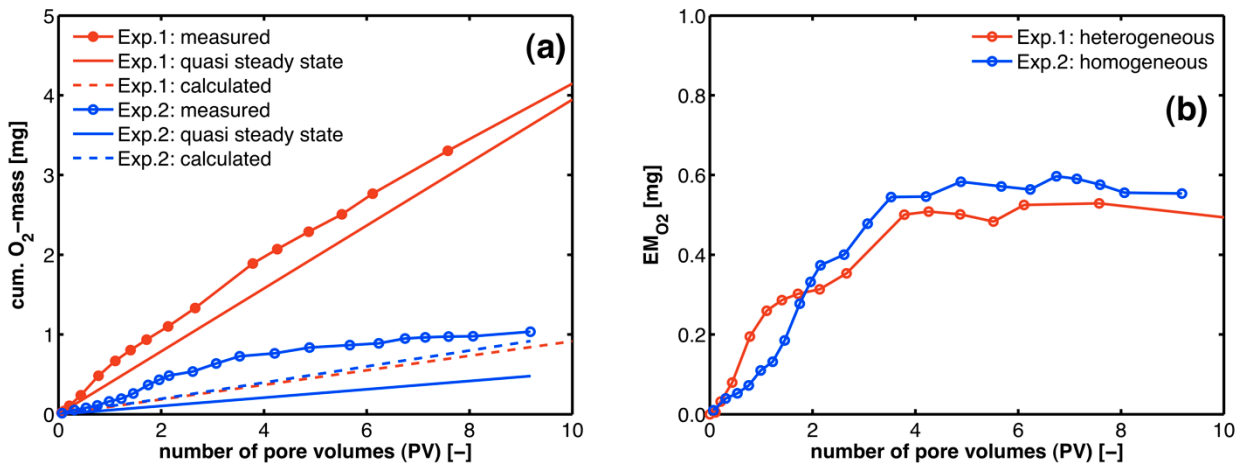 (a)
Exp.1: measured
Exp.1: quasi steady state
Exp.1: calculated
Exp.2: measured
Exp.2: quasi steady state
Exp.2: calculated
cum. O2-mass [mg]
5
4
3
2
1
0
0 2 4 6 8 10
number of pore volumes (PV) [–]
(b)
Exp.1: heterogeneous
Exp.2: homogeneous
EMO2 [mg]
1.0
0.8
0.6
0.4
0.2
0.0
0 2 4 6 8 10
number of pore volumes (PV) [–]